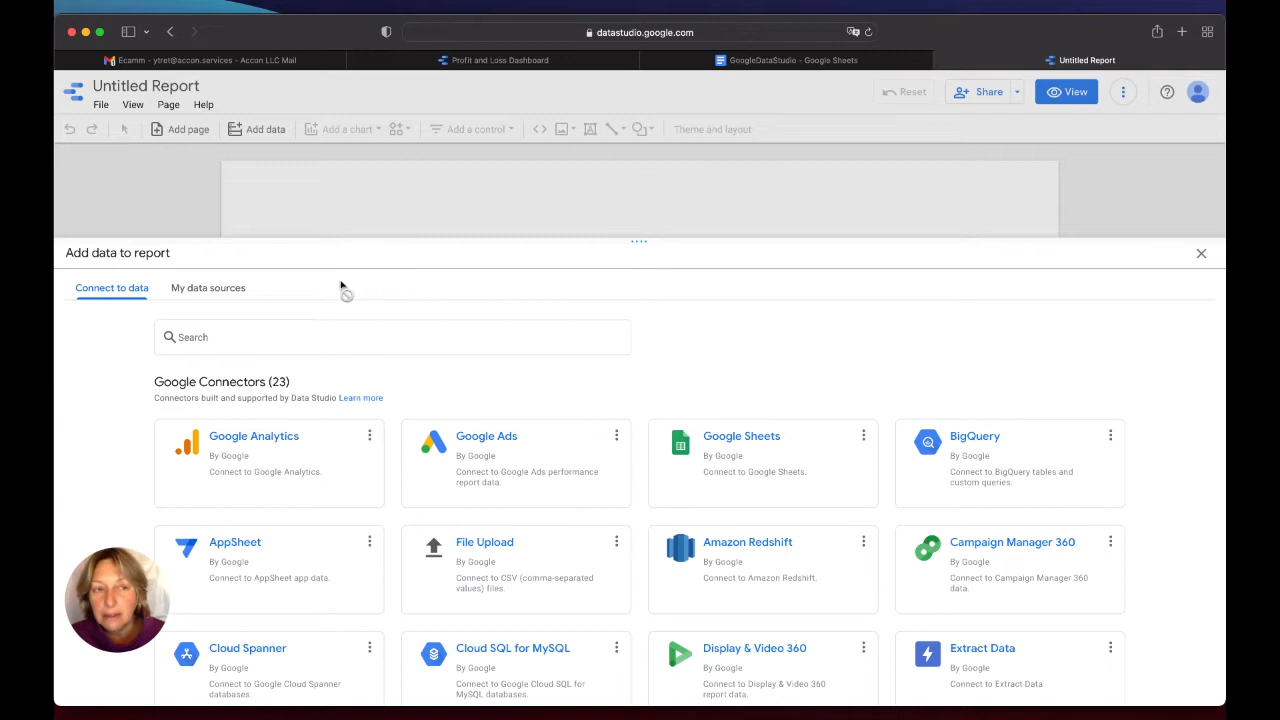 datastudio.google.com
Ecamm - ytret@accon.services - Accon LLC Mail
Profit and Loss Dashboard
GoogleDataStudio - Google Sheets
Untitled Report
Untitled Report
File View Page Help
Reset
Share
View
Add page
Add data
Add a chart
Add a control
Theme and layout
Add data to report
Connect to data
My data sources
Search
Google Connectors (23)
Connectors built and supported by Data Studio Learn more
Google Analytics
By Google
Connect to Google Analytics.
Google Ads
By Google
Connect to Google Ads performance
report data.
Google Sheets
By Google
Connect to Google Sheets.
BigQuery
By Google
Connect to BigQuery tables and
custom queries.
AppSheet
By Google
Connect to AppSheet app data.
File Upload
By Google
Connect to CSV (comma-separated
values) files.
Amazon Redshift
By Google
Connect to Amazon Redshift.
Campaign Manager 360
By Google
Connect to Campaign Manager 360
data.
Cloud Spanner
By Google
Connect to Google Cloud Spanner
databases.
Cloud SQL for MySQL
By Google
Connect to Google Cloud SQL for
MySQL databases.
Display & Video 360
By Google
Connect to Display & Video 360
report data.
Extract Data
By Google
Connect to Extract Data